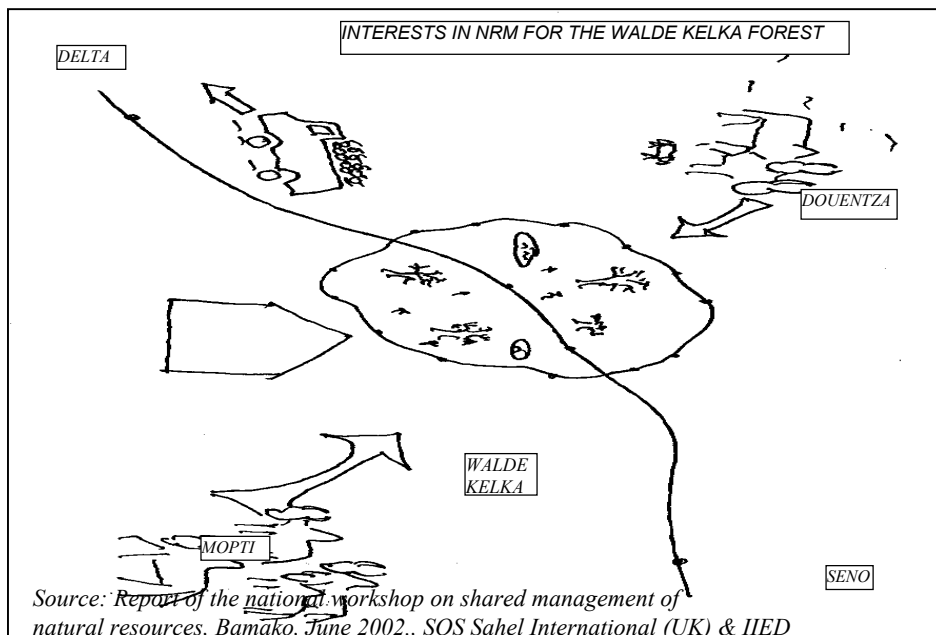 INTERESTS IN NRM FOR THE WALDE KELKA FOREST
DELTA
DOUENTZA
WALDE
KELKA
MOPTI
SENO
Source: Report of the national workshop on shared management of
natural resources. Bamako, June 2002.. SOS Sahel International (UK) & IIED